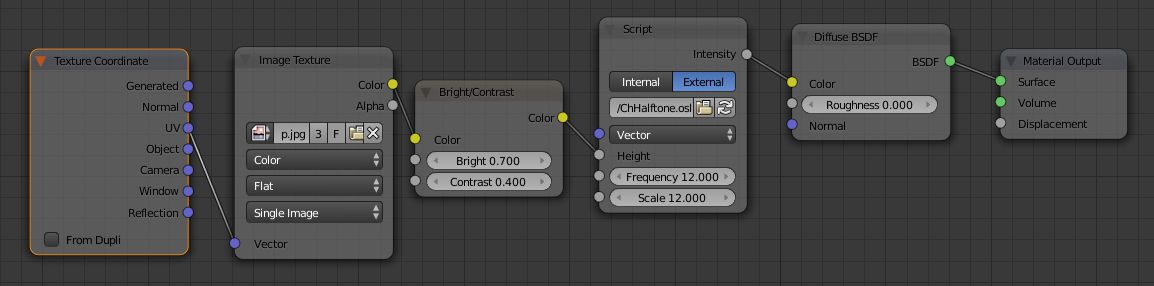 Texture Coordinate
Generated
Normal
UV
Object
Camera
Window
Reflection
From Dupli
Image Texture
Color
Alpha
p.jpg 3 F
Color
Flat
Single Image
Vector
Bright/Contrast
Color
Color
Bright 0.700
Contrast 0.400
Script
Intensity
Internal External
/ChHalftone.osl
Vector
Height
Frequency 12.000
Scale 12.000
Diffuse BSDF
BSDF
Color
Roughness 0.000
Normal
Material Output
Surface
Volume
Displacement